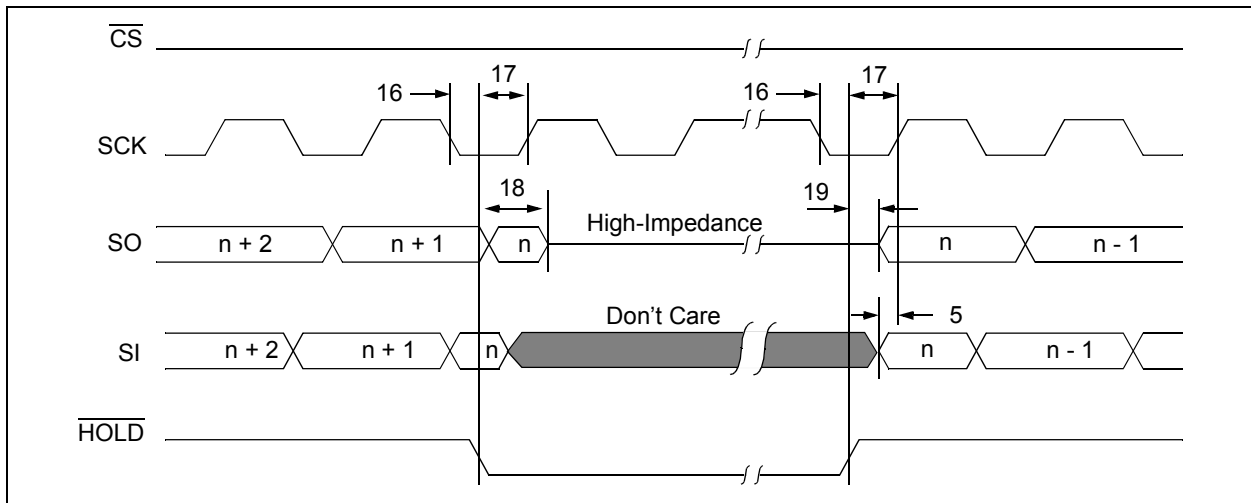 CS
17
17
16
16
SCK
18
19
High-Impedance
SO
n + 2
n + 1
n
n
n - 1
Don't Care
5
SI
n + 2
n + 1
n
n
n - 1
HOLD